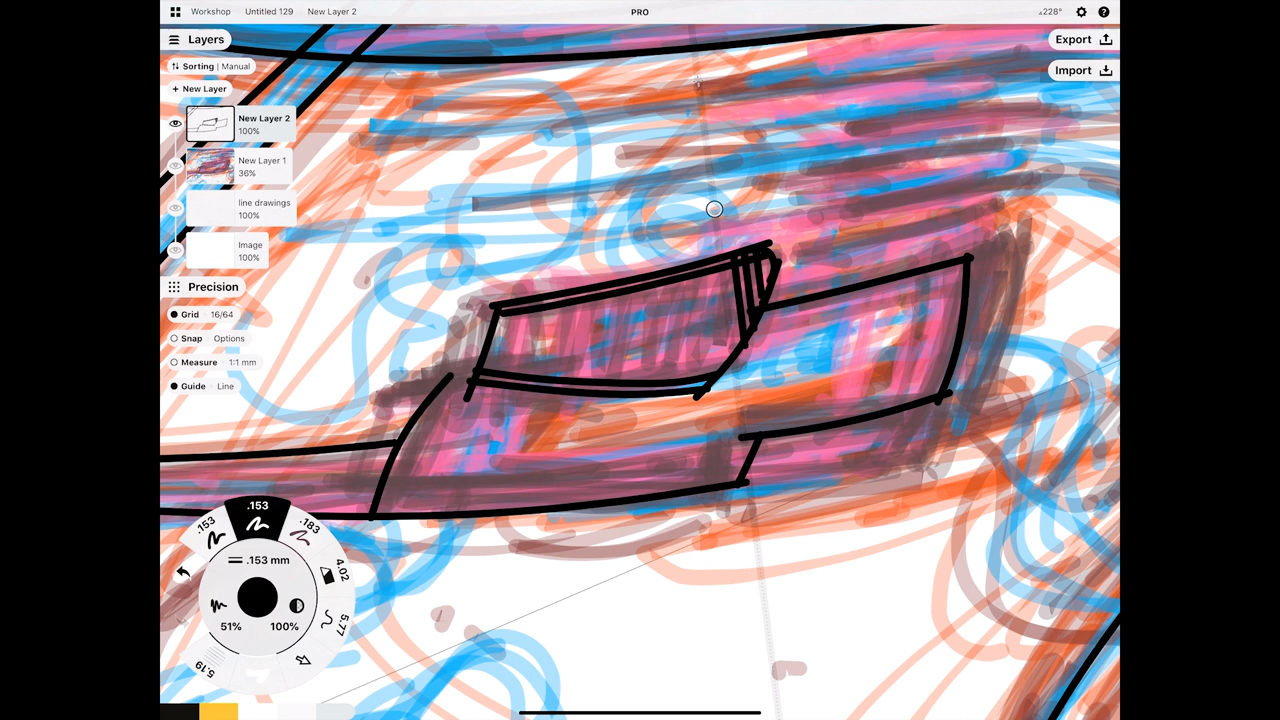 Workshop Untitled 129 New Layer 2 PRO 228°
Layers Export
Sorting | Manual Import
+ New Layer
New Layer 2
100%
New Layer 1
36%
line drawings
100%
Image
100%
Precision
Grid 16/64
Snap Options
Measure 1:1 mm
Guide Line
.153
.153
.183
4.02
5.77
5.19
.153 mm
51% 100%